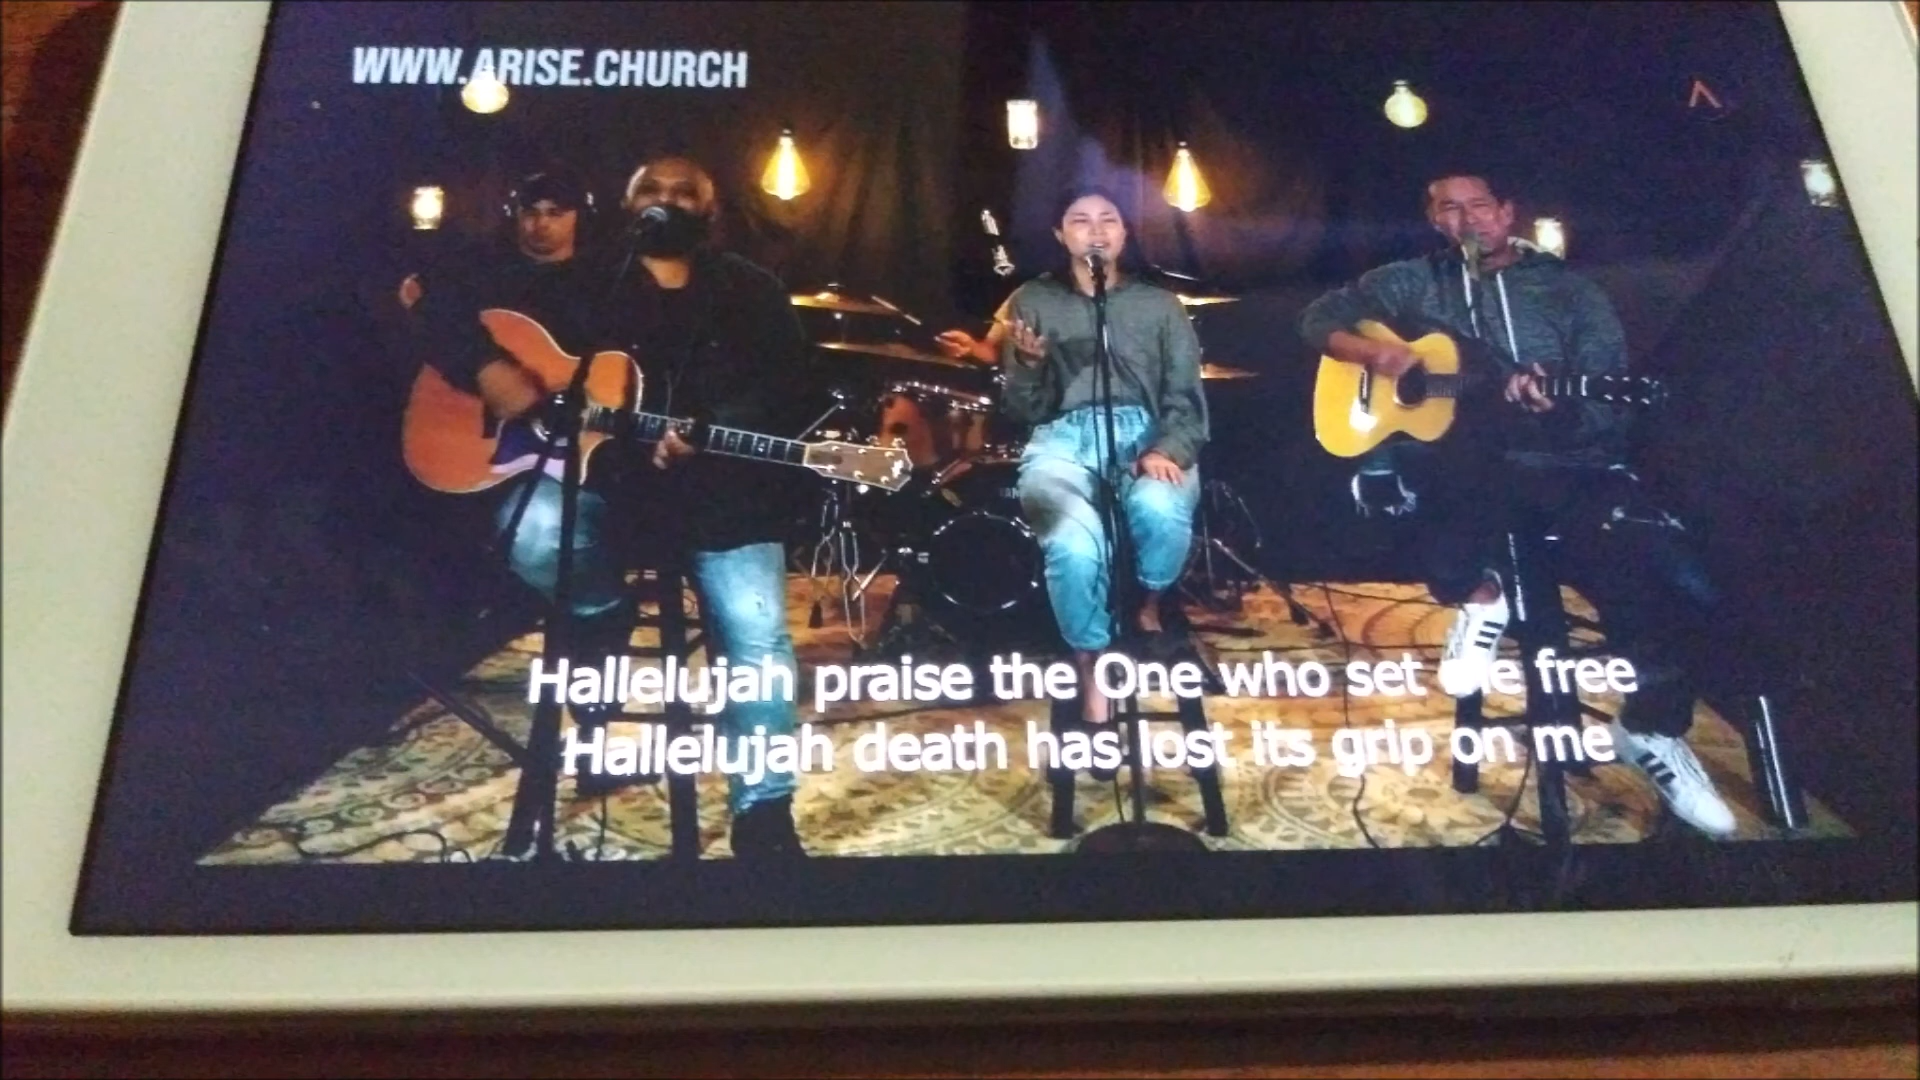 WWW.ARISE.CHURCH
Hallelujah praise the One who set me free
Hallelujah death has lost its grip on me